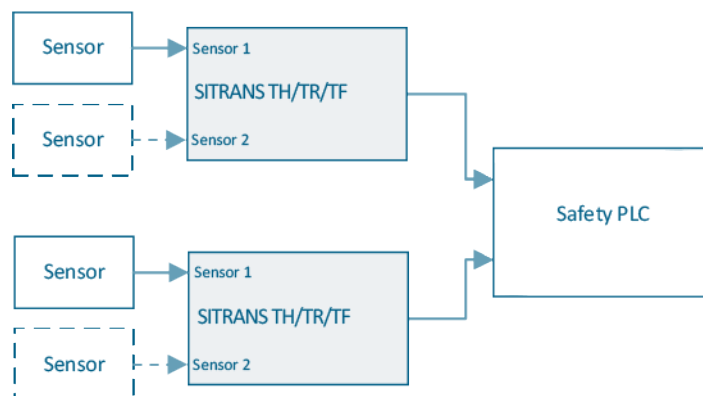 Sensor
Sensor 1
SITRANS TH/TR/TF
Sensor
Sensor 2
Safety PLC
Sensor
Sensor 1
SITRANS TH/TR/TF
Sensor
Sensor 2